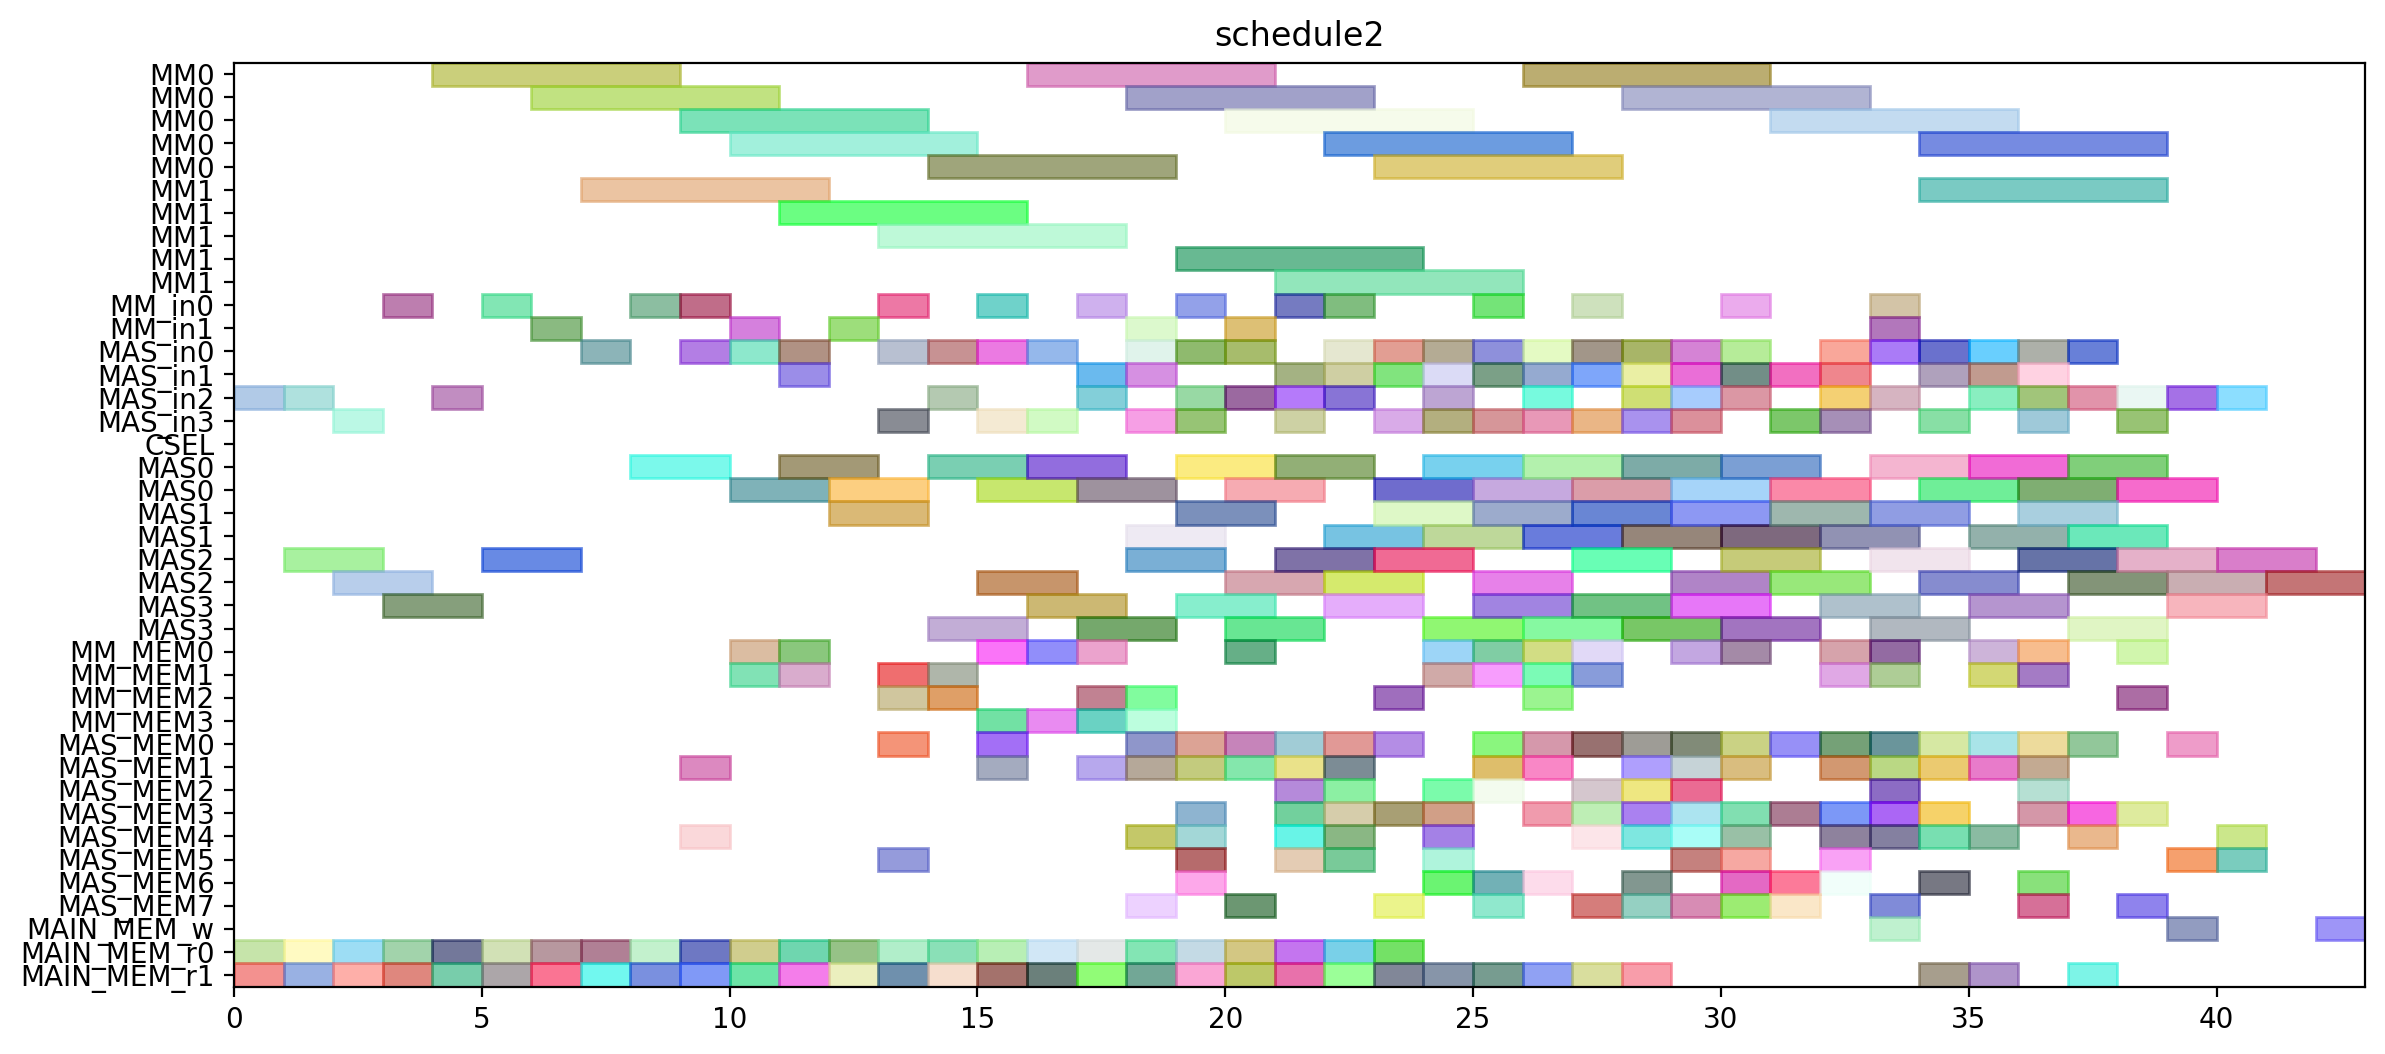 schedule2
MM0
MM0
MM0
MM0
MM0
MM1
MM1
MM1
MM1
MM1
MM_in0
MM_in1
MAS_in0
MAS_in1
MAS_in2
MAS_in3
CSEL
MAS0
MAS0
MAS1
MAS1
MAS2
MAS2
MAS3
MAS3
MM_MEM0
MM_MEM1
MM_MEM2
MM_MEM3
MAS_MEM0
MAS_MEM1
MAS_MEM2
MAS_MEM3
MAS_MEM4
MAS_MEM5
MAS_MEM6
MAS_MEM7
MAIN_MEM_w
MAIN_MEM_r0
MAIN_MEM_r1
0 5 10 15 20 25 30 35 40